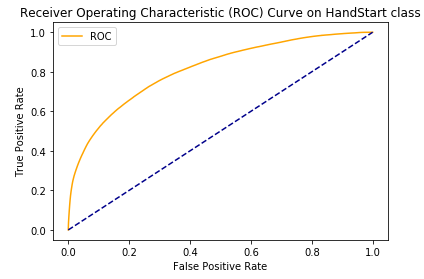 Receiver Operating Characteristic (ROC) Curve on HandStart class
ROC
True Positive Rate
1.0
0.8
0.6
0.4
0.2
0.0
0.0 0.2 0.4 0.6 0.8 1.0
False Positive Rate